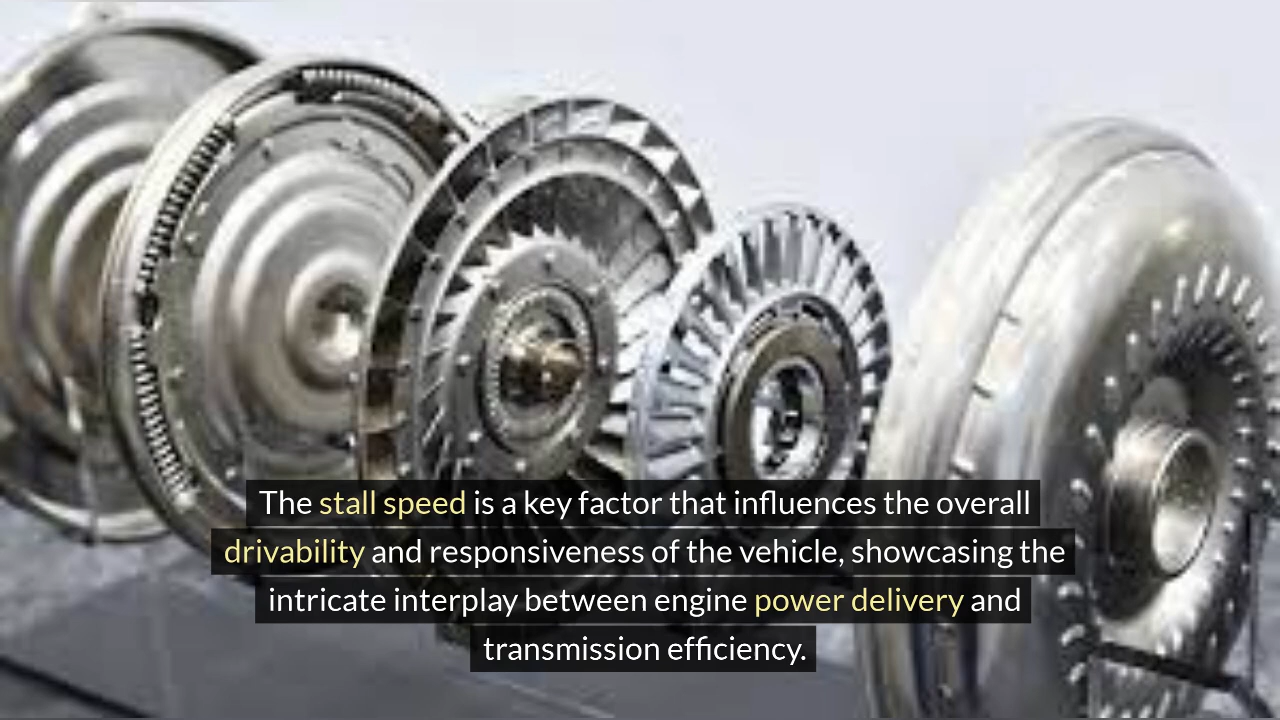 The stall speed is a key factor that influences the overall
drivability and responsiveness of the vehicle, showcasing the
intricate interplay between engine power delivery and
transmission efficiency.